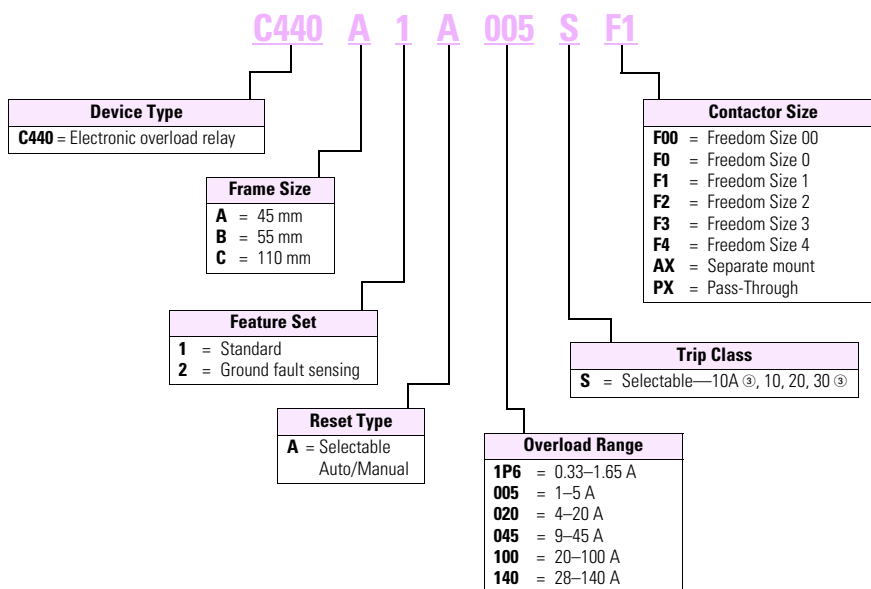 C440 A 1 A 005 S F1
Device Type
C440 = Electronic overload relay
Frame Size
A = 45 mm
B = 55 mm
C = 110 mm
Feature Set
1 = Standard
2 = Ground fault sensing
Reset Type
A = Selectable
Auto/Manual
Overload Range
1P6 = 0.33–1.65 A
005 = 1–5 A
020 = 4–20 A
045 = 9–45 A
100 = 20–100 A
140 = 28–140 A
Trip Class
S = Selectable—10A ③, 10, 20, 30 ③
Contactor Size
F00 = Freedom Size 00
F0 = Freedom Size 0
F1 = Freedom Size 1
F2 = Freedom Size 2
F3 = Freedom Size 3
F4 = Freedom Size 4
AX = Separate mount
PX = Pass-Through